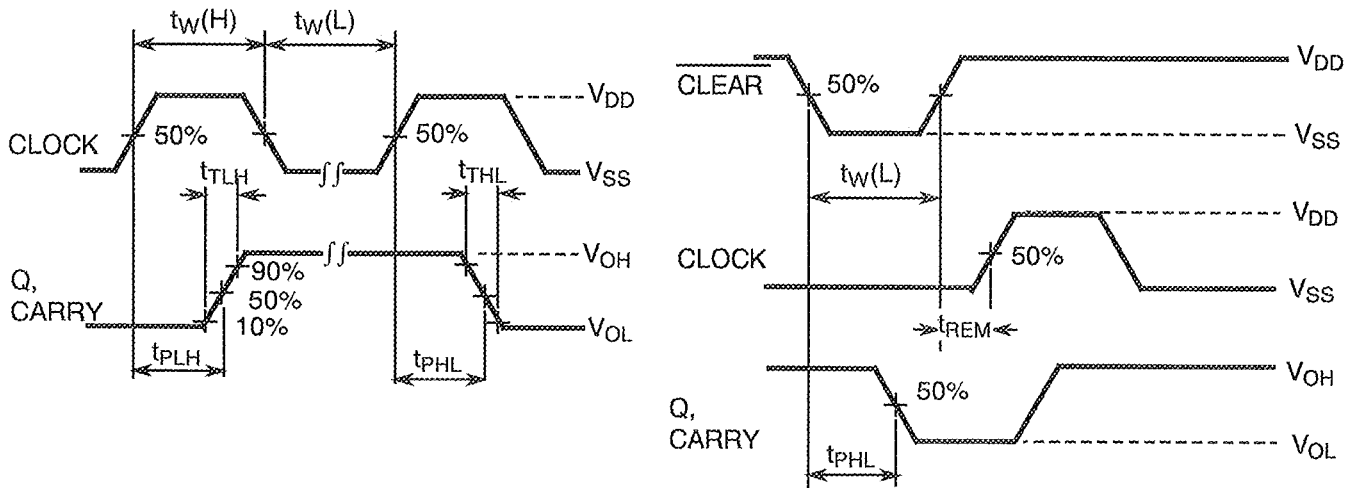 tW(H)
tW(L)
VDD
CLOCK
50%
50%
VSS
tTLH
tTHL
VOH
90%
Q,
50%
CARRY
10%
VOL
tPLH
tPHL
CLEAR
50%
VDD
VSS
tW(L)
VDD
CLOCK
50%
VSS
tREM
VOH
50%
Q,
CARRY
VOL
tPHL